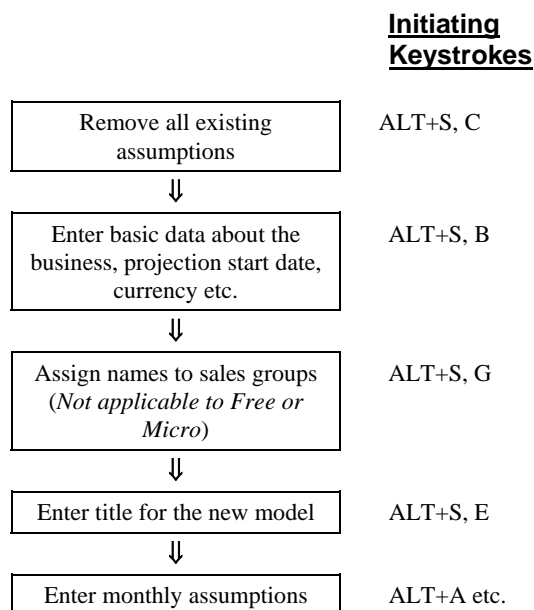 Initiating
Keystrokes
Remove all existing
assumptions
ALT+S, C
⇓
Enter basic data about the
business, projection start date,
currency etc.
ALT+S, B
⇓
Assign names to sales groups
(Not applicable to Free or
Micro)
ALT+S, G
⇓
Enter title for the new model
ALT+S, E
⇓
Enter monthly assumptions
ALT+A etc.